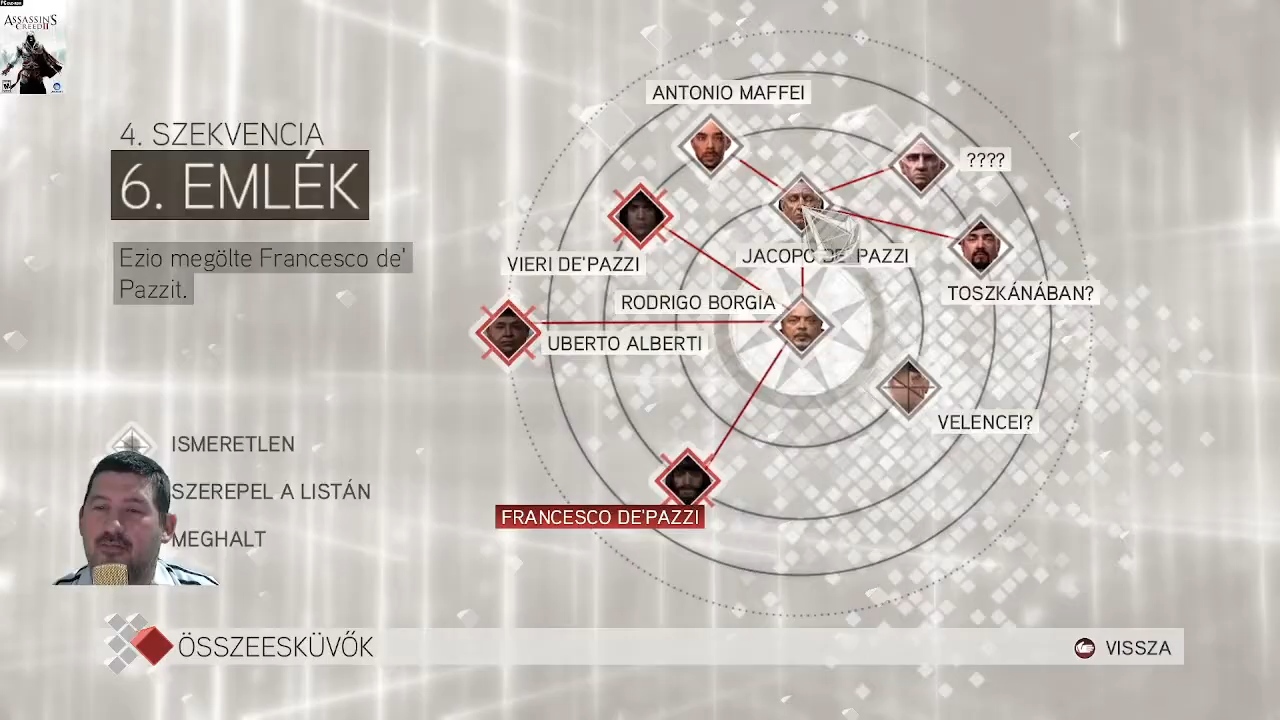 ASSASSIN'S
CREED II
ANTONIO MAFFEI
4. SZEKVENCIA
6. EMLÉK
????
Ezio megölte Francesco de'
Pazzit.
VIERI DE'PAZZI
JACOPO DE' PAZZI
TOSZKÁNÁBAN?
RODRIGO BORGIA
UBERTO ALBERTI
VELENCEI?
ISMERETLEN
SZEREPEL A LISTÁN
FRANCESCO DE'PAZZI
MEGHALT
ÖSSZEESKÜVŐK
VISSZA